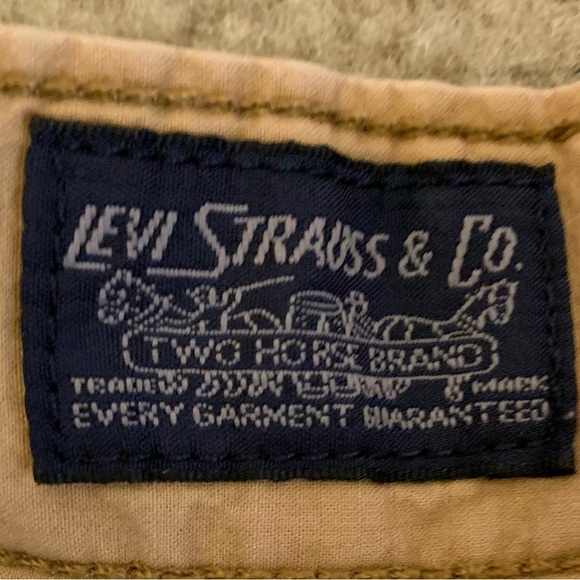 LEVI STRAUSS & CO.
TWO HORSE BRAND
TRADE MARK
EVERY GARMENT GUARANTEED